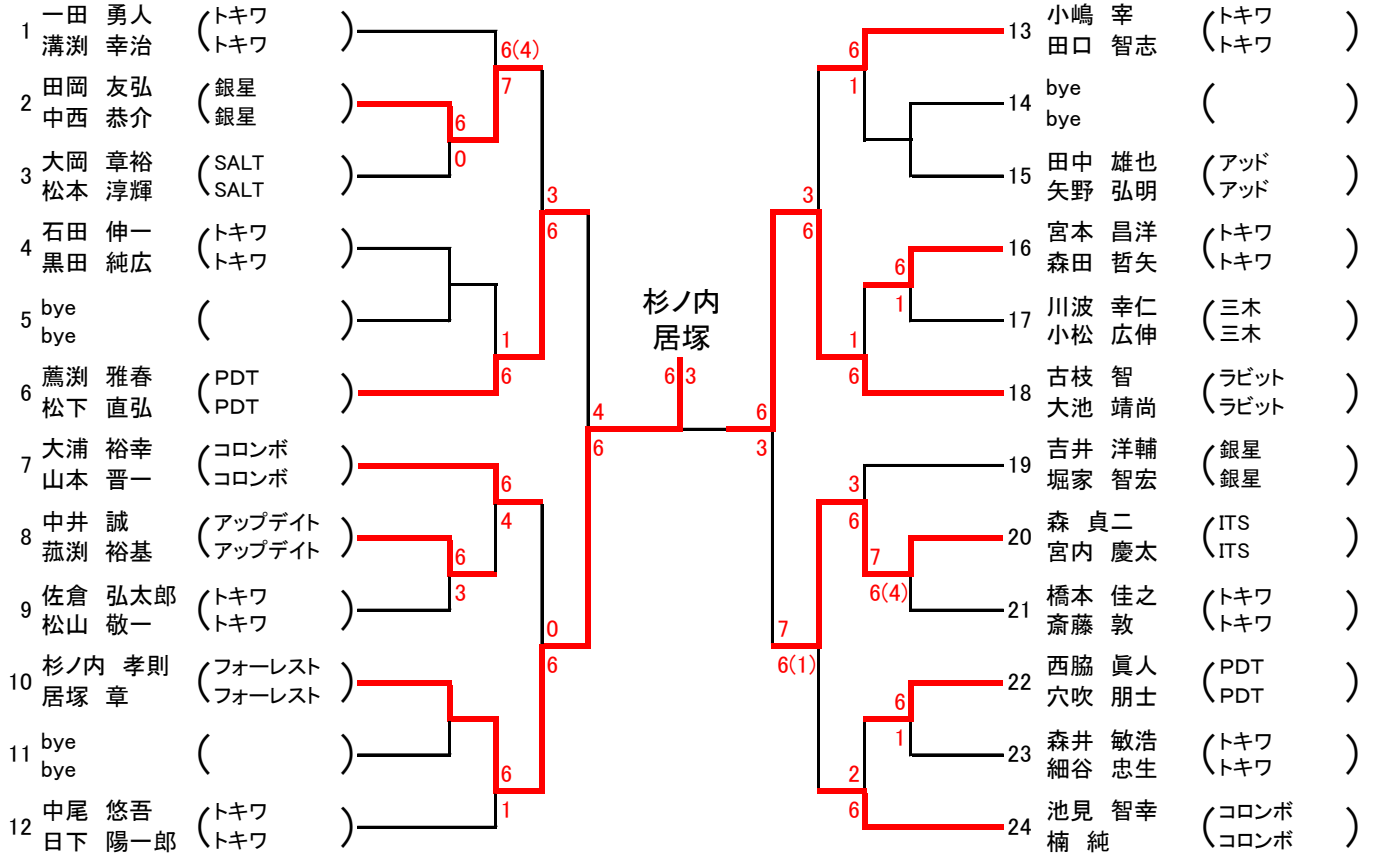 1 一田 勇人 (トキワ
溝渕 幸治 (トキワ )
2 田岡 友弘 (銀星
中西 恭介 (銀星 )
3 大岡 章裕 (SALT
松本 淳輝 (SALT )
4 石田 伸一 (トキワ
黒田 純広 (トキワ )
5 bye (
bye )
6 薦渕 雅春 (PDT
松下 直弘 (PDT )
7 大浦 裕幸 (コロンボ
山本 晋一 (コロンボ )
8 中井 誠 (アップデイト
菰渕 裕基 (アップデイト )
9 佐倉 弘太郎 (トキワ
松山 敬一 (トキワ )
10 杉ノ内 孝則 (フォーレスト
居塚 章 (フォーレスト )
11 bye (
bye )
12 中尾 悠吾 (トキワ
日下 陽一郎 (トキワ )
6(4)
7
6
0
3
6
1
6
4
6
6
4
6
3
0
6
6
1
杉ノ内
居塚
6 3
6
1
3
6
6
1
1
6
6
3
3
6
7
6(4)
7
6(1)
6
1
2
6
13 小嶋 宰 (トキワ
田口 智志 (トキワ )
14 bye (
bye )
15 田中 雄也 (アッド
矢野 弘明 (アッド )
16 宮本 昌洋 (トキワ
森田 哲矢 (トキワ )
17 川波 幸仁 (三木
小松 広伸 (三木 )
18 古枝 智 (ラビット
大池 靖尚 (ラビット )
19 吉井 洋輔 (銀星
堀家 智宏 (銀星 )
20 森 貞二 (ITS
宮内 慶太 (ITS )
21 橋本 佳之 (トキワ
斎藤 敦 (トキワ )
22 西脇 眞人 (PDT
穴吹 朋士 (PDT )
23 森井 敏浩 (トキワ
細谷 忠生 (トキワ )
24 池見 智幸 (コロンボ
楠 純 (コロンボ )